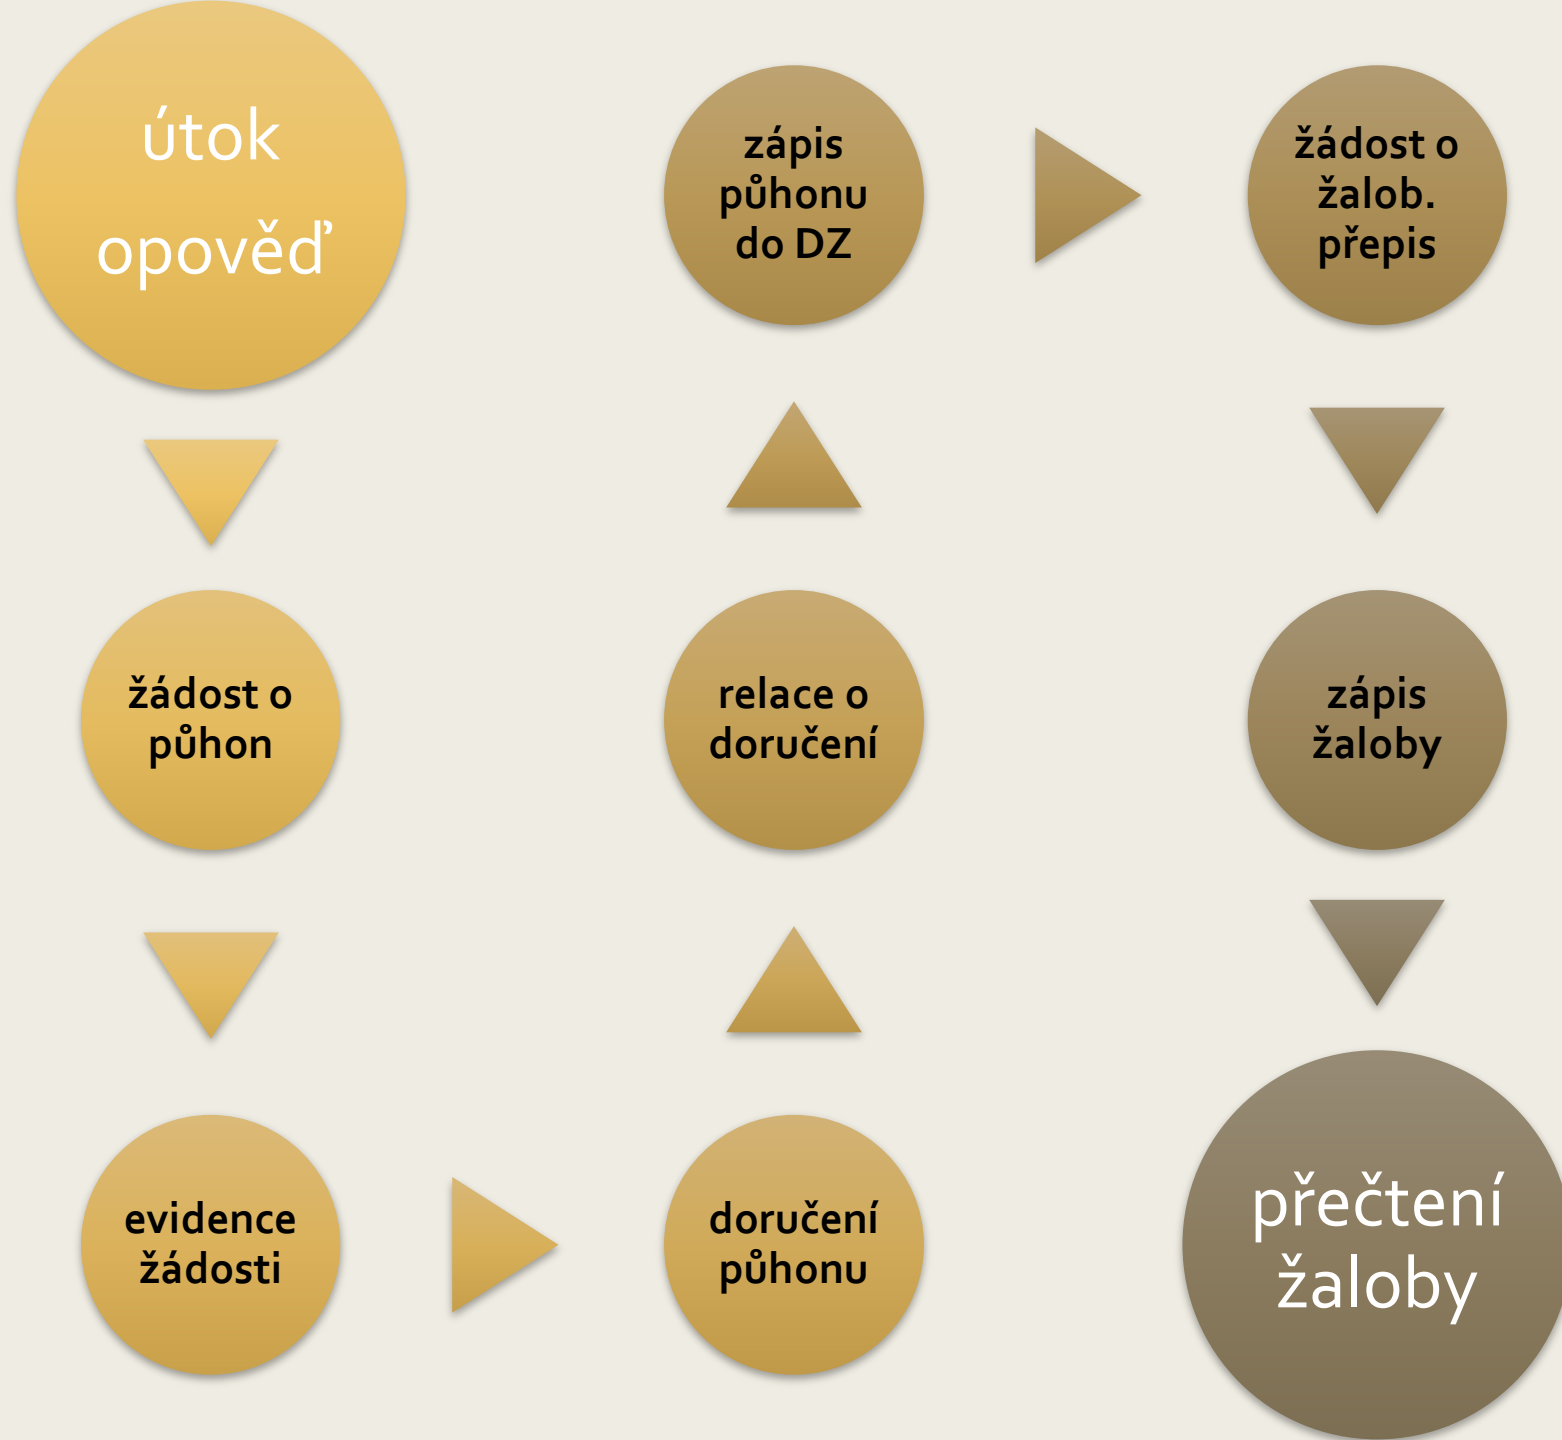 útok
opověď
žádost o
půhon
evidence
žádosti
doručení
půhonu
relace o
doručení
zápis
půhonu
do DZ
žádost o
žalob.
přepis
zápis
žaloby
přečtení
žaloby